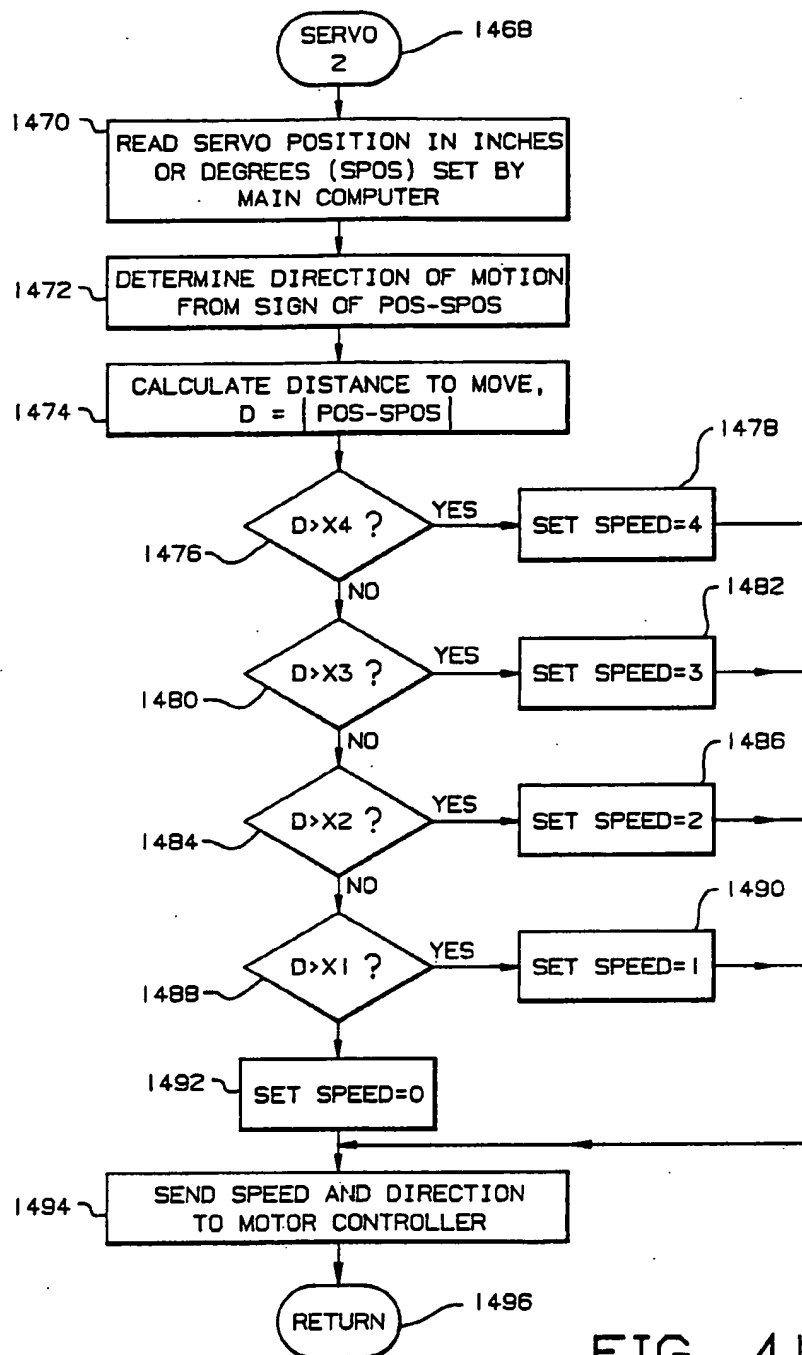 SERVO
2
1468
1470
READ SERVO POSITION IN INCHES
OR DEGREES (SPOS) SET BY
MAIN COMPUTER
1472
DETERMINE DIRECTION OF MOTION
FROM SIGN OF POS-SPOS
1474
CALCULATE DISTANCE TO MOVE,
D = |POS-SPOS|
1476
D>X4 ?
YES
1478
SET SPEED=4
NO
1480
D>X3 ?
YES
1482
SET SPEED=3
NO
1484
D>X2 ?
YES
1486
SET SPEED=2
NO
1488
D>X1 ?
YES
1490
SET SPEED=1
1492
SET SPEED=0
1494
SEND SPEED AND DIRECTION
TO MOTOR CONTROLLER
RETURN
1496
FIG. 4